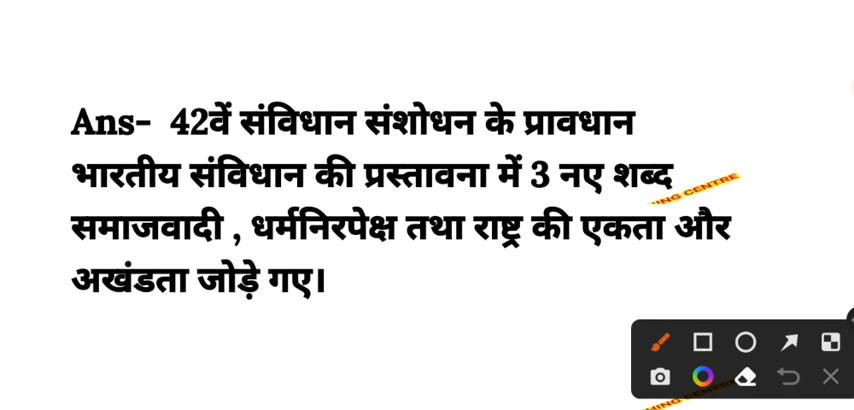 Ans- 42वें संविधान संशोधन के प्रावधान
भारतीय संविधान की प्रस्तावना में 3 नए शब्द
समाजवादी , धर्मनिरपेक्ष तथा राष्ट्र की एकता और
अखंडता जोड़े गए।
CENTRE